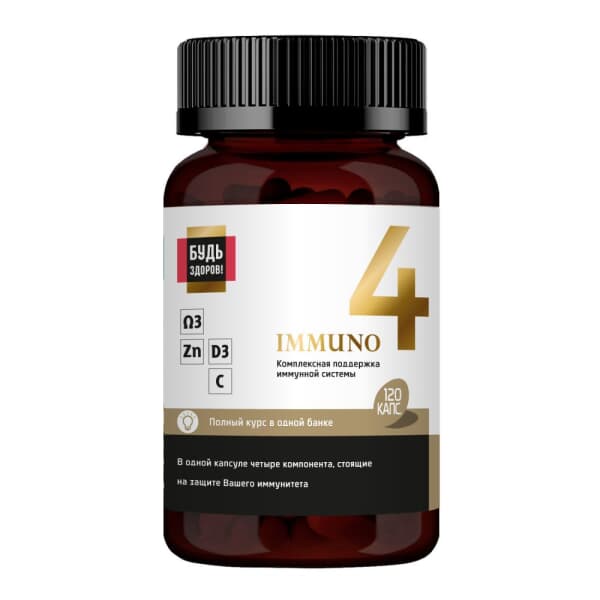 БУДЬ
ЗДОРОВ!
4
Ω3
Zn D3
C
IMMUNO
Комплексная поддержка
иммунной системы
120
КАПС.
Полный курс в одной банке
В одной капсуле четыре компонента, стоящие
на защите Вашего иммунитета